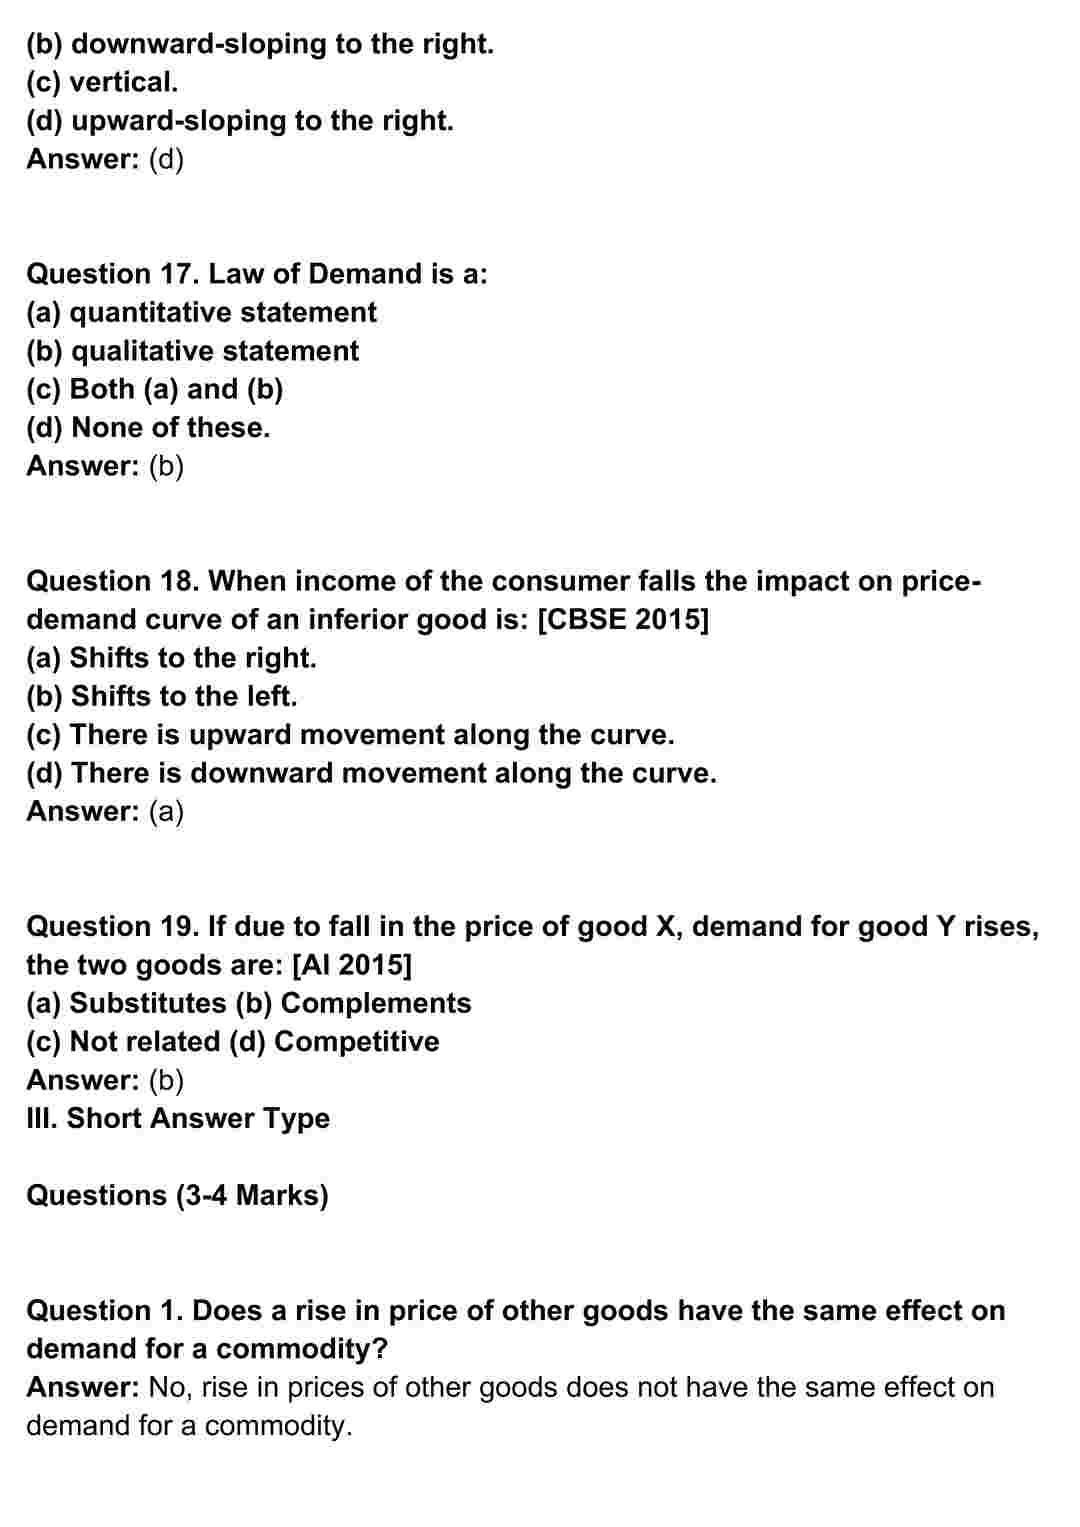 (b) downward-sloping to the right.
(c) vertical.
(d) upward-sloping to the right.
Answer: (d)
Question 17. Law of Demand is a:
(a) quantitative statement
(b) qualitative statement
(c) Both (a) and (b)
(d) None of these.
Answer: (b)
Question 18. When income of the consumer falls the impact on price-
demand curve of an inferior good is: [CBSE 2015]
(a) Shifts to the right.
(b) Shifts to the left.
(c) There is upward movement along the curve.
(d) There is downward movement along the curve.
Answer: (a)
Question 19. If due to fall in the price of good X, demand for good Y rises,
the two goods are: [AI 2015]
(a) Substitutes (b) Complements
(c) Not related (d) Competitive
Answer: (b)
III. Short Answer Type
Questions (3-4 Marks)
Question 1. Does a rise in price of other goods have the same effect on
demand for a commodity?
Answer: No, rise in prices of other goods does not have the same effect on
demand for a commodity.